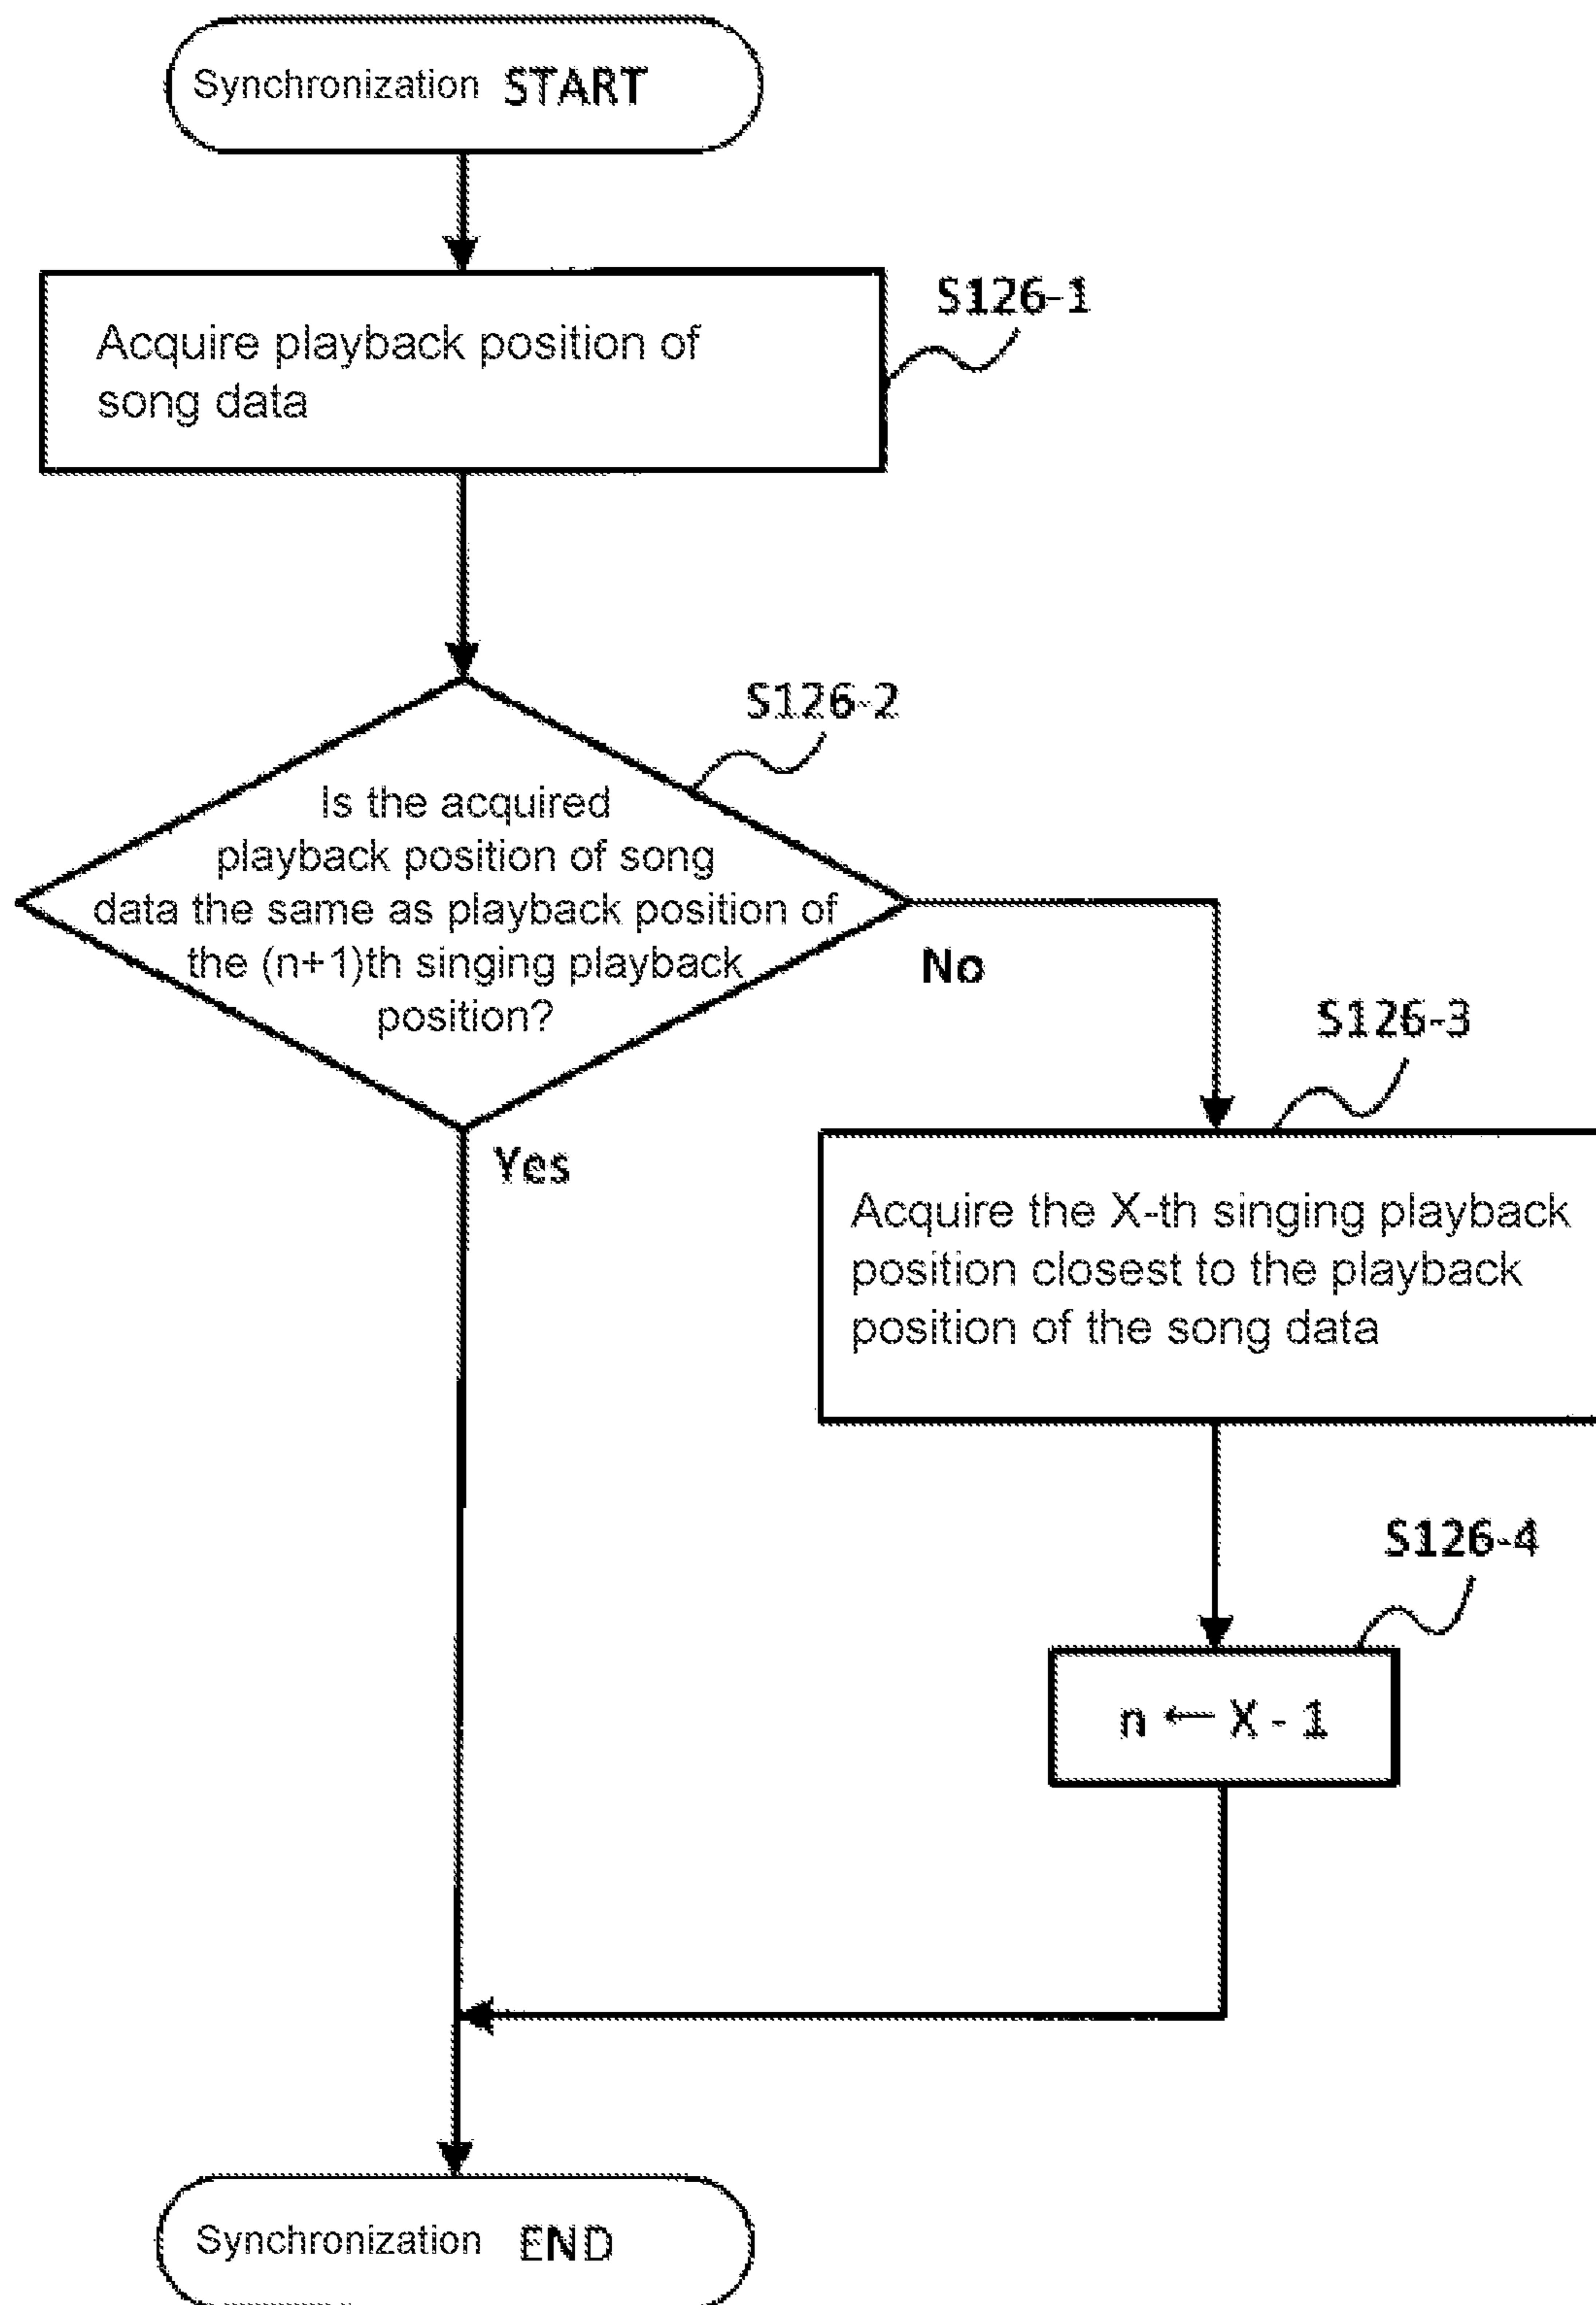 Synchronization START
S126-1
Acquire playback position of
song data
S126-2
Is the acquired
playback position of song
data the same as playback position of
the (n+1)th singing playback
position?
No
Yes
S126-3
Acquire the X-th singing playback
position closest to the playback
position of the song data
S126-4
n ← X - 1
Synchronization END